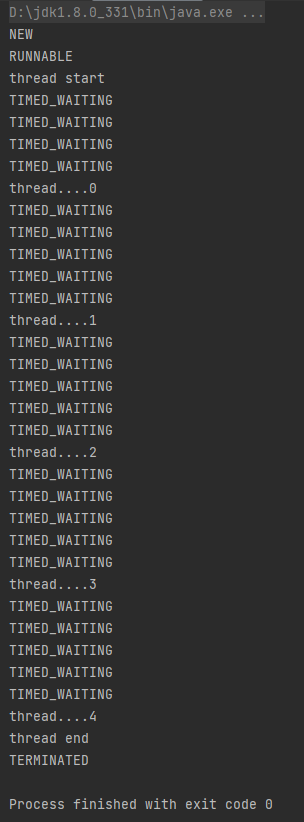 D:\jdk1.8.0_331\bin\java.exe ...
NEW
RUNNABLE
thread start
TIMED_WAITING
TIMED_WAITING
TIMED_WAITING
TIMED_WAITING
thread....0
TIMED_WAITING
TIMED_WAITING
TIMED_WAITING
TIMED_WAITING
TIMED_WAITING
thread....1
TIMED_WAITING
TIMED_WAITING
TIMED_WAITING
TIMED_WAITING
TIMED_WAITING
thread....2
TIMED_WAITING
TIMED_WAITING
TIMED_WAITING
TIMED_WAITING
TIMED_WAITING
thread....3
TIMED_WAITING
TIMED_WAITING
TIMED_WAITING
TIMED_WAITING
TIMED_WAITING
thread....4
thread end
TERMINATED
Process finished with exit code 0